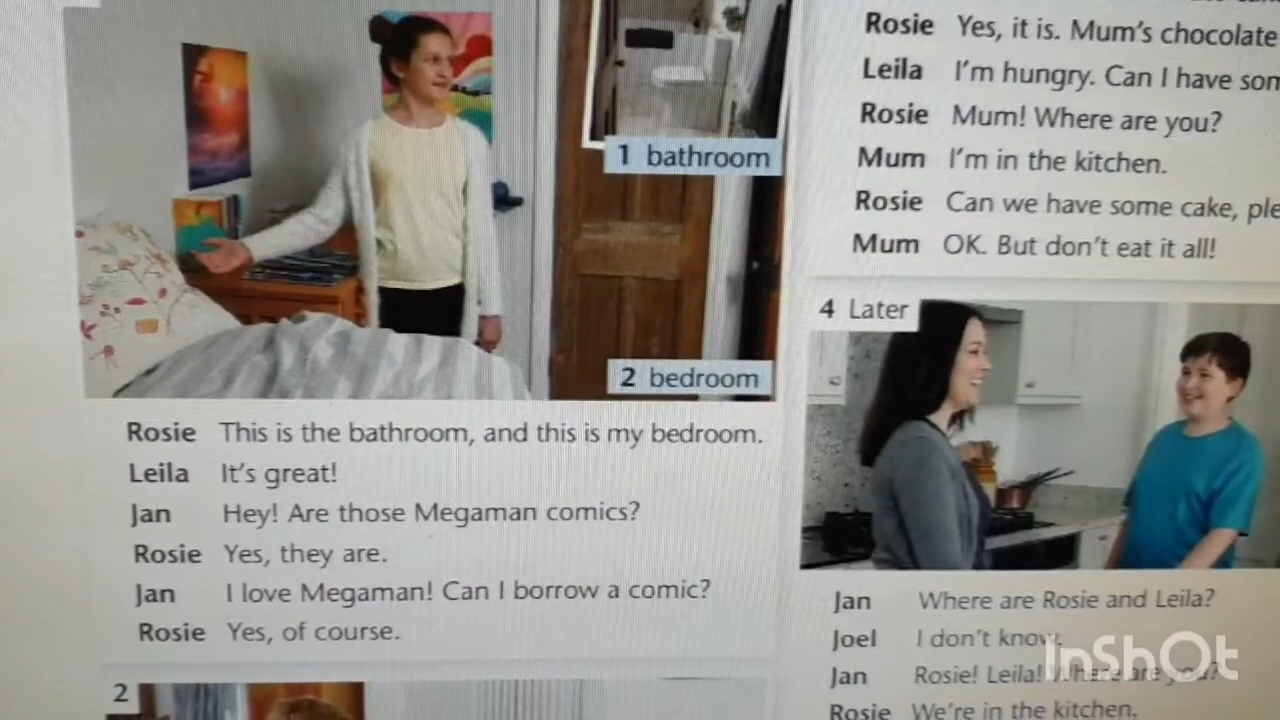 1 bathroom
2 bedroom
Rosie This is the bathroom, and this is my bedroom.
Leila It's great!
Jan Hey! Are those Megaman comics?
Rosie Yes, they are.
Jan I love Megaman! Can I borrow a comic?
Rosie Yes, of course.
2
Rosie Yes, it is. Mum's chocolate
Leila I'm hungry. Can I have
Rosie Mum! Where are you?
Mum I'm in the kitchen.
Rosie Can we have some cake,
Mum OK. But don't eat it all!
4 Later
Jan Where are Rosie and Leila?
Joel I don't know.
Jan Rosie! Leila! Where are you?
Rosie We're in the kitchen.
InShOt